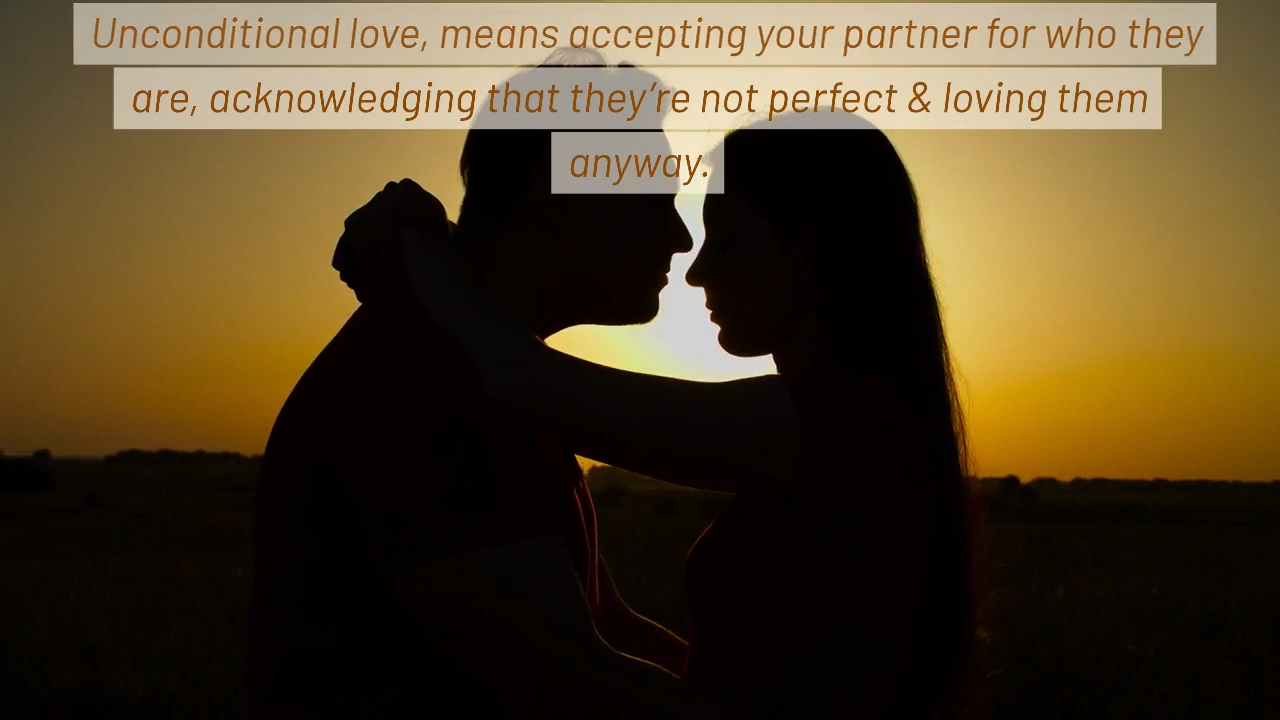 Unconditional love, means accepting your partner for who they
are, acknowledging that they’re not perfect & loving them
anyway.